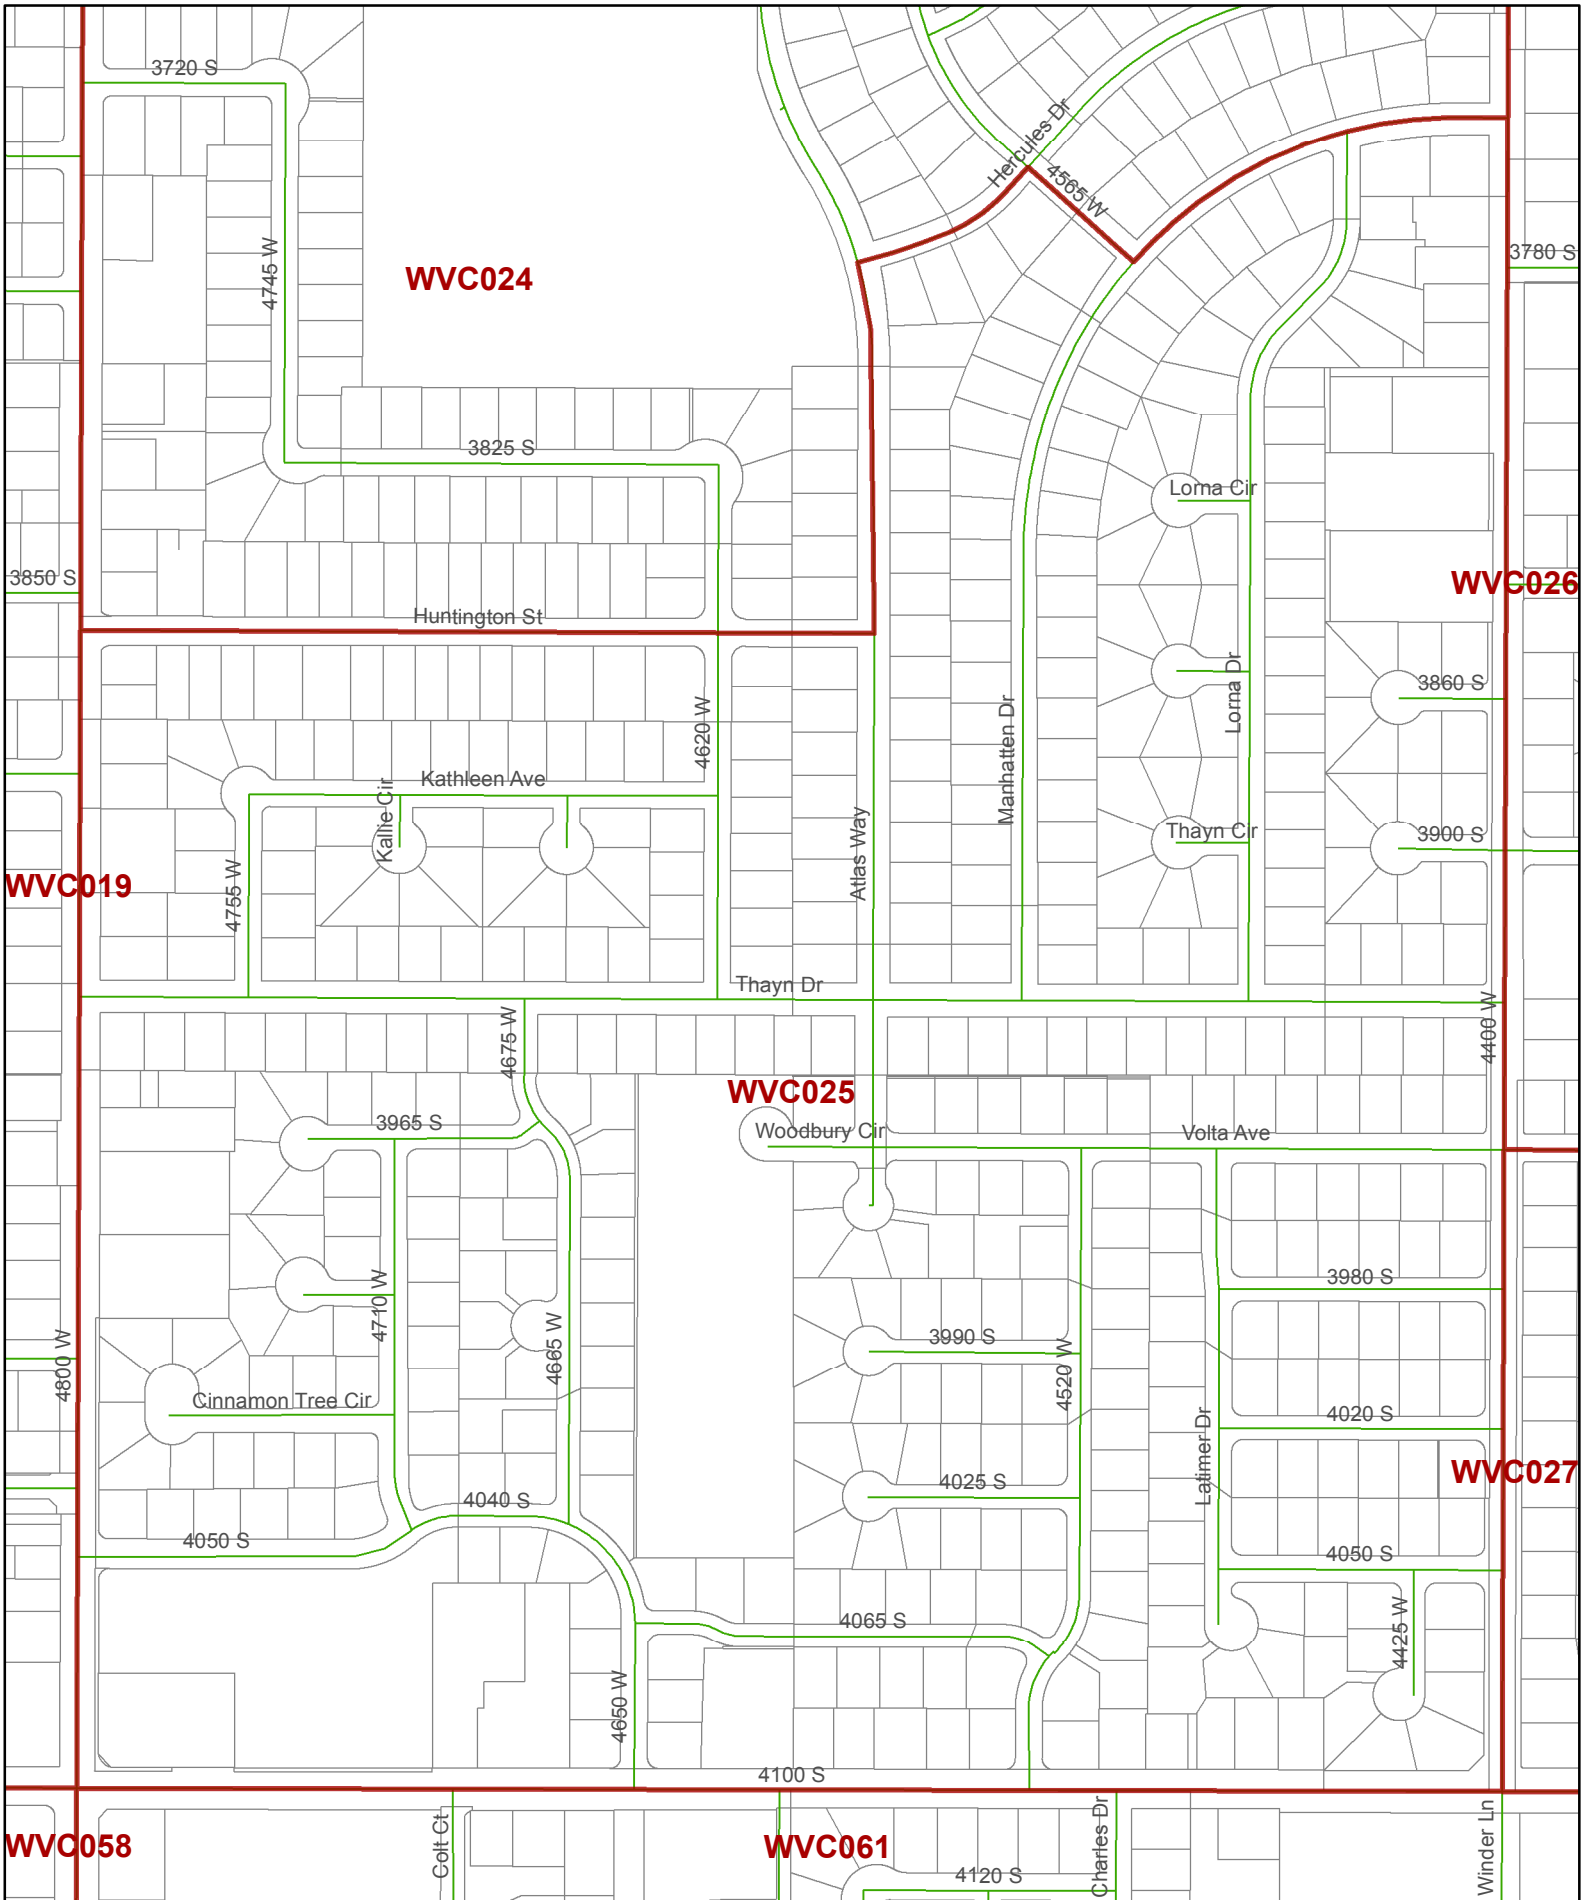 3720 S
Hercules Dr
4565 W
3780 S
4745 W
WVC024
3825 S
Lorna Cir
3850 S
WVC026
Huntington St
Lorna Dr
3860 S
4620 W
Manhatten Dr
Kathleen Ave
Kallie Cir
Thayn Cir
3900 S
Atlas Way
WVC019
4755 W
Thayn Dr
4675 W
4400 W
WVC025
3965 S
Woodbury Cir
Volta Ave
3980 S
4710 W
3990 S
4665 W
4800 W
4520 W
Cinnamon Tree Cir
4020 S
Latimer Dr
WVC027
4025 S
4040 S
4050 S
4050 S
4065 S
4425 W
4650 W
4100 S
Colt Ct
WVC058
WVC061
Charles Dr
Winder Ln
4120 S